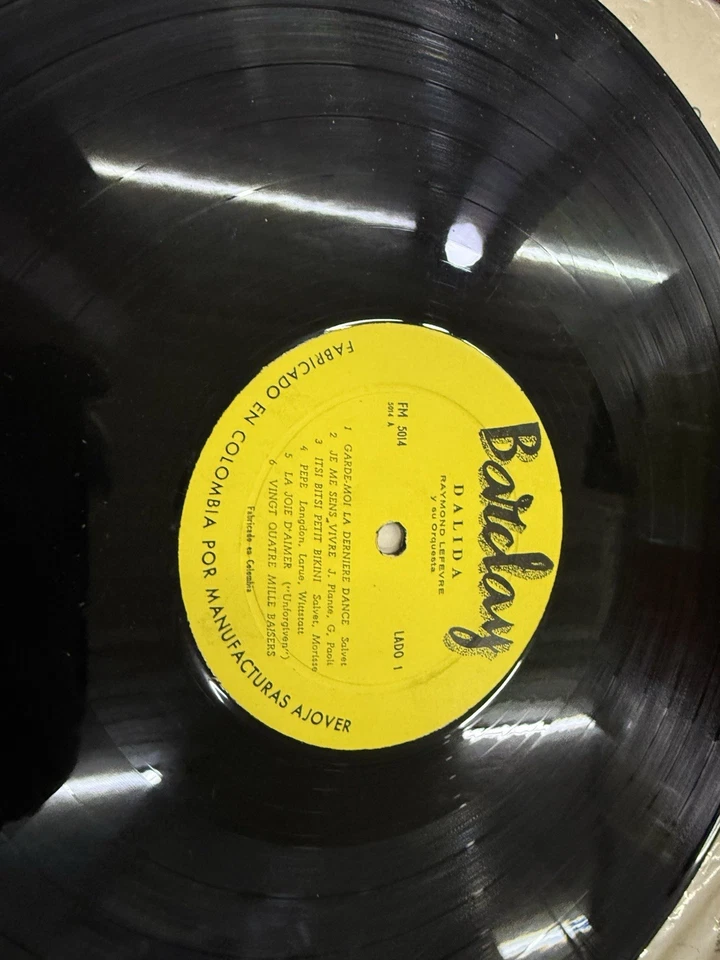 Barclay
DALIDA
RAYMOND LEFEVRE
y su Orquesta
FM 5014
5014 A
LADO 1
1 GARDE-MOI LA DERNIERE DANCE Salvet
2 JE ME SENS VIVRE J. Plante, G, Paoli
3 ITSI BITSI PETIT BIKINI Salvet, Morisse
4 PEPE Langdon, Larue, Wittstatt
5 LA JOIE D'AIMER ("Unforgiven")
6 VINGT QUATRE MILLE BAISERS
Fabricado en Colombia
FABRICADO EN COLOMBIA POR MANUFACTURAS AJOVER